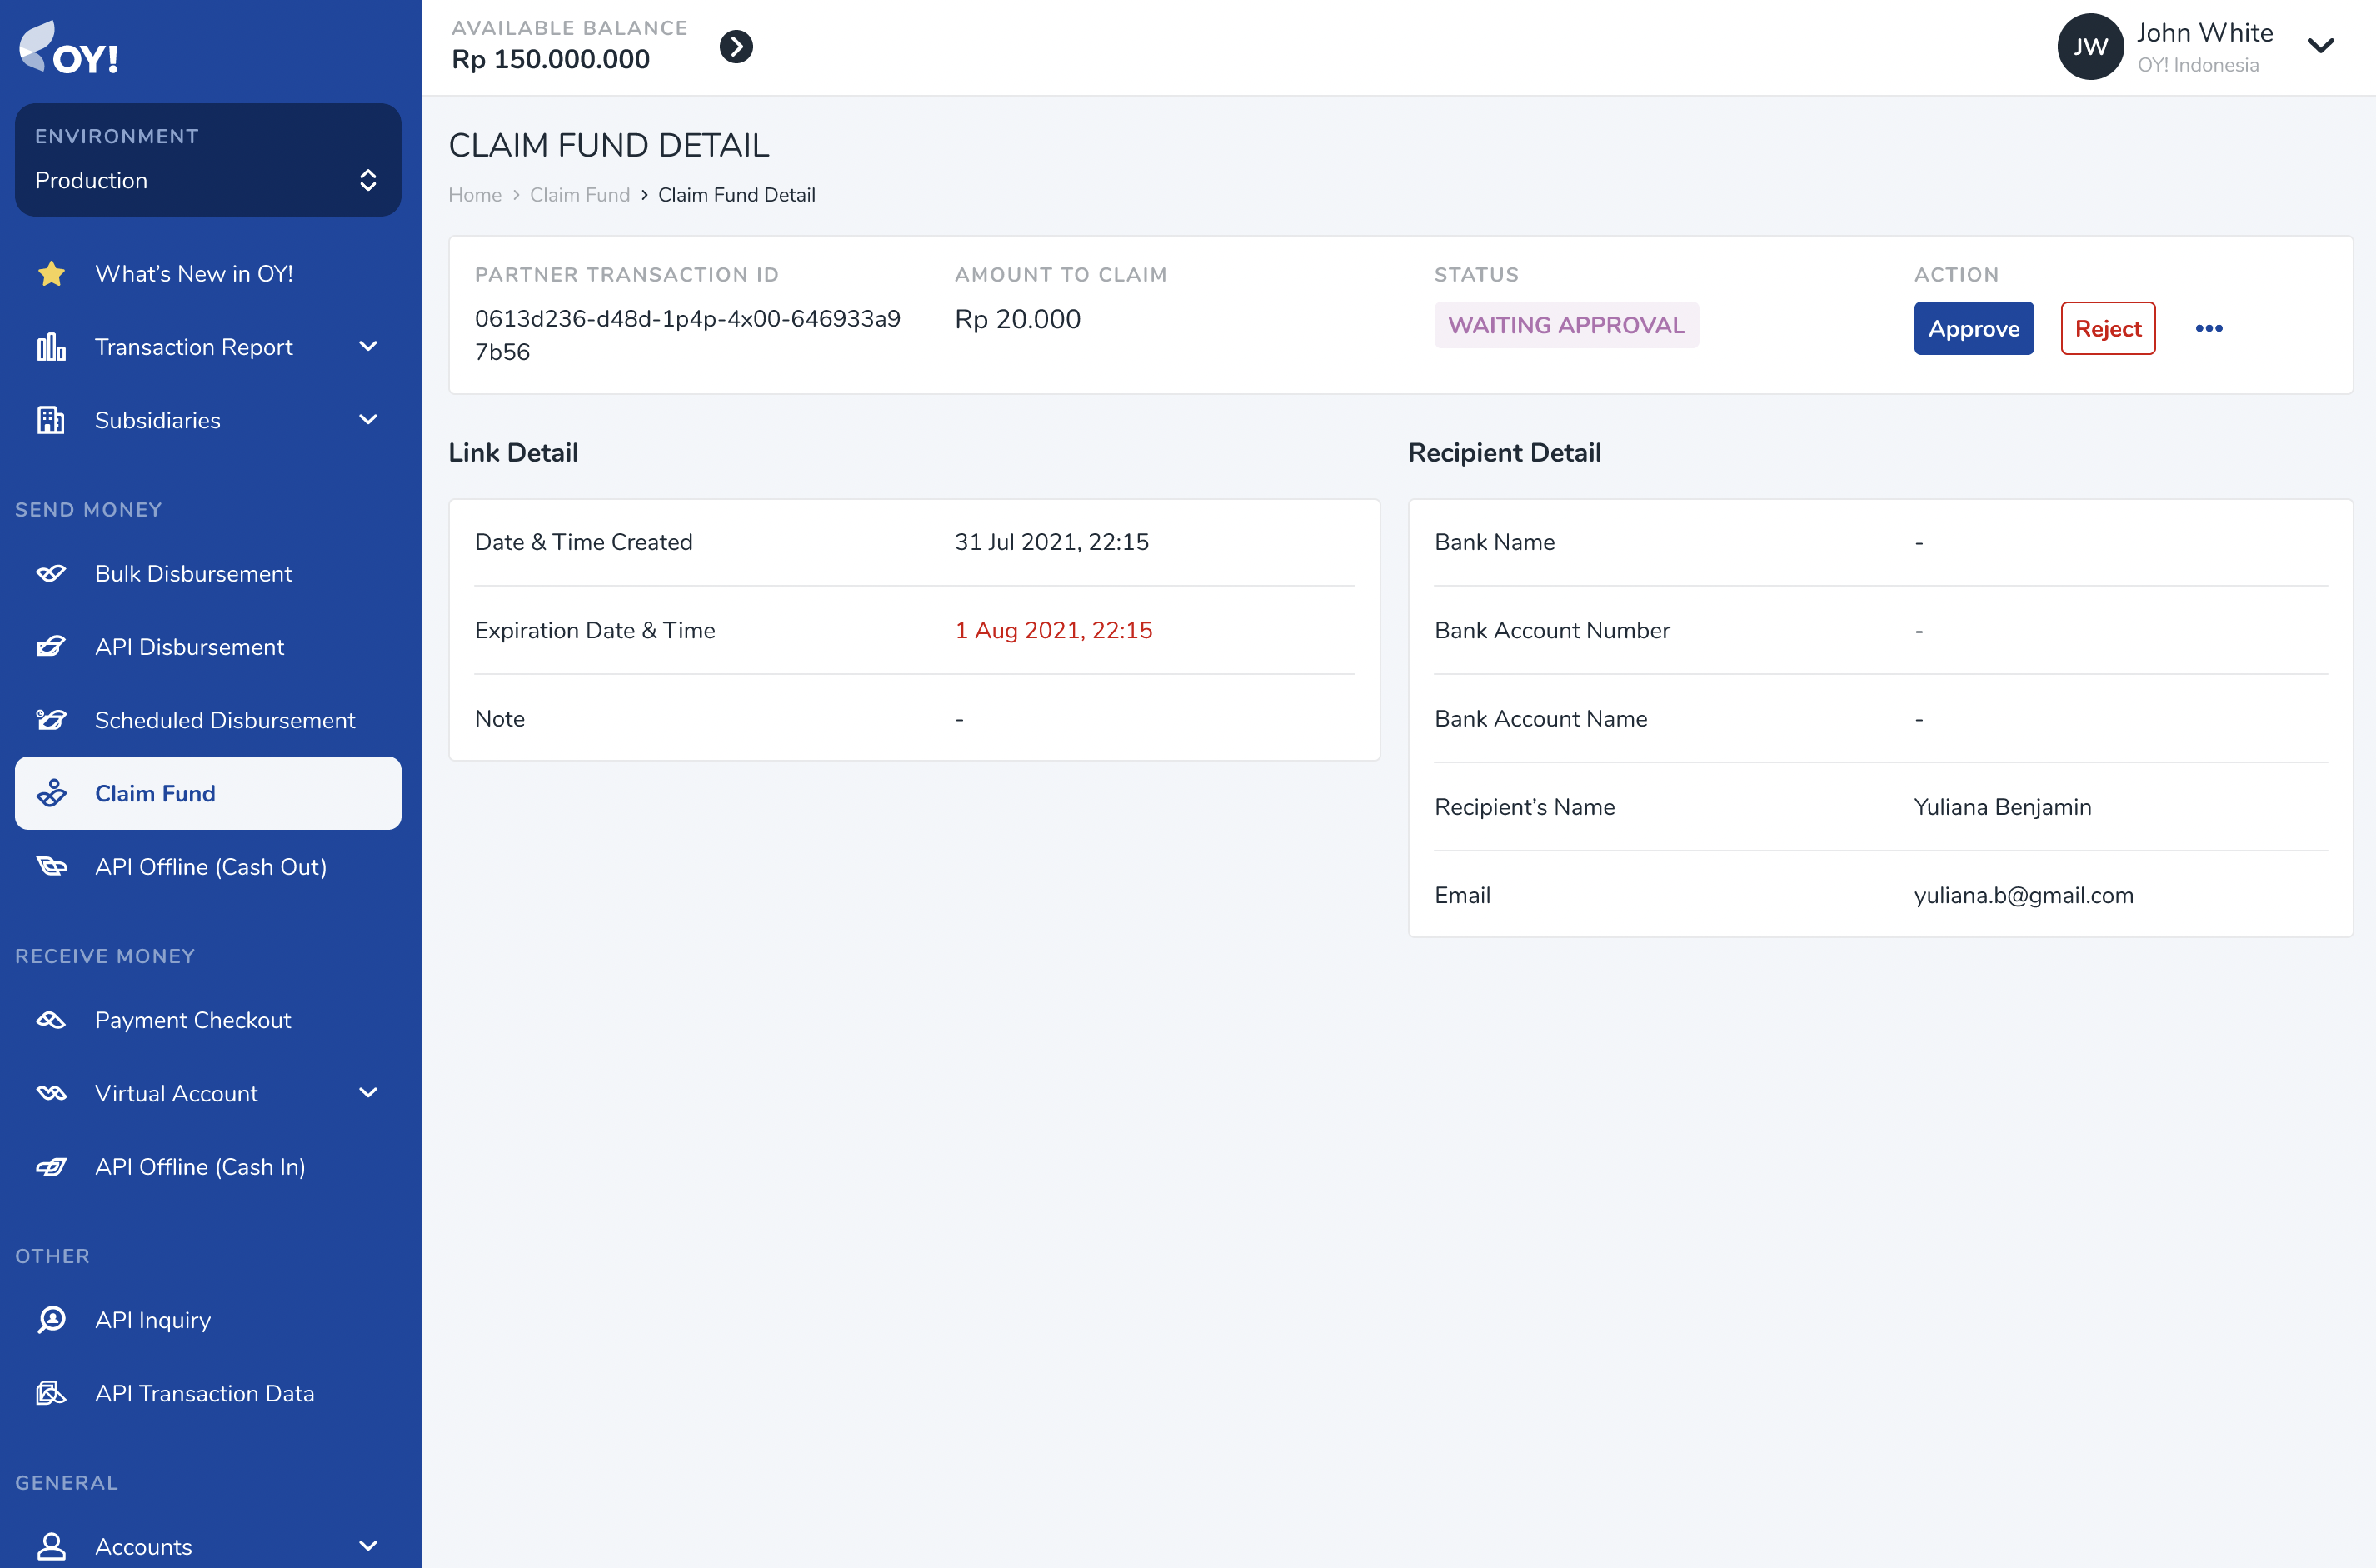 OY!
ENVIRONMENT
Production
What's New in OY!
Transaction Report
Subsidiaries
SEND MONEY
Bulk Disbursement
API Disbursement
Scheduled Disbursement
Claim Fund
API Offline (Cash Out)
RECEIVE MONEY
Payment Checkout
Virtual Account
API Offline (Cash In)
OTHER
API Inquiry
API Transaction Data
GENERAL
Accounts
AVAILABLE BALANCE
Rp 150.000.000
JW
John White
OY! Indonesia
CLAIM FUND DETAIL
Home > Claim Fund > Claim Fund Detail
PARTNER TRANSACTION ID
0613d236-d48d-1p4p-4x00-646933a9
7b56
AMOUNT TO CLAIM
Rp 20.000
STATUS
WAITING APPROVAL
ACTION
Approve
Reject
Link Detail
Date & Time Created 31 Jul 2021, 22:15
Expiration Date & Time 1 Aug 2021, 22:15
Note -
Recipient Detail
Bank Name -
Bank Account Number -
Bank Account Name -
Recipient's Name Yuliana Benjamin
Email yuliana.b@gmail.com